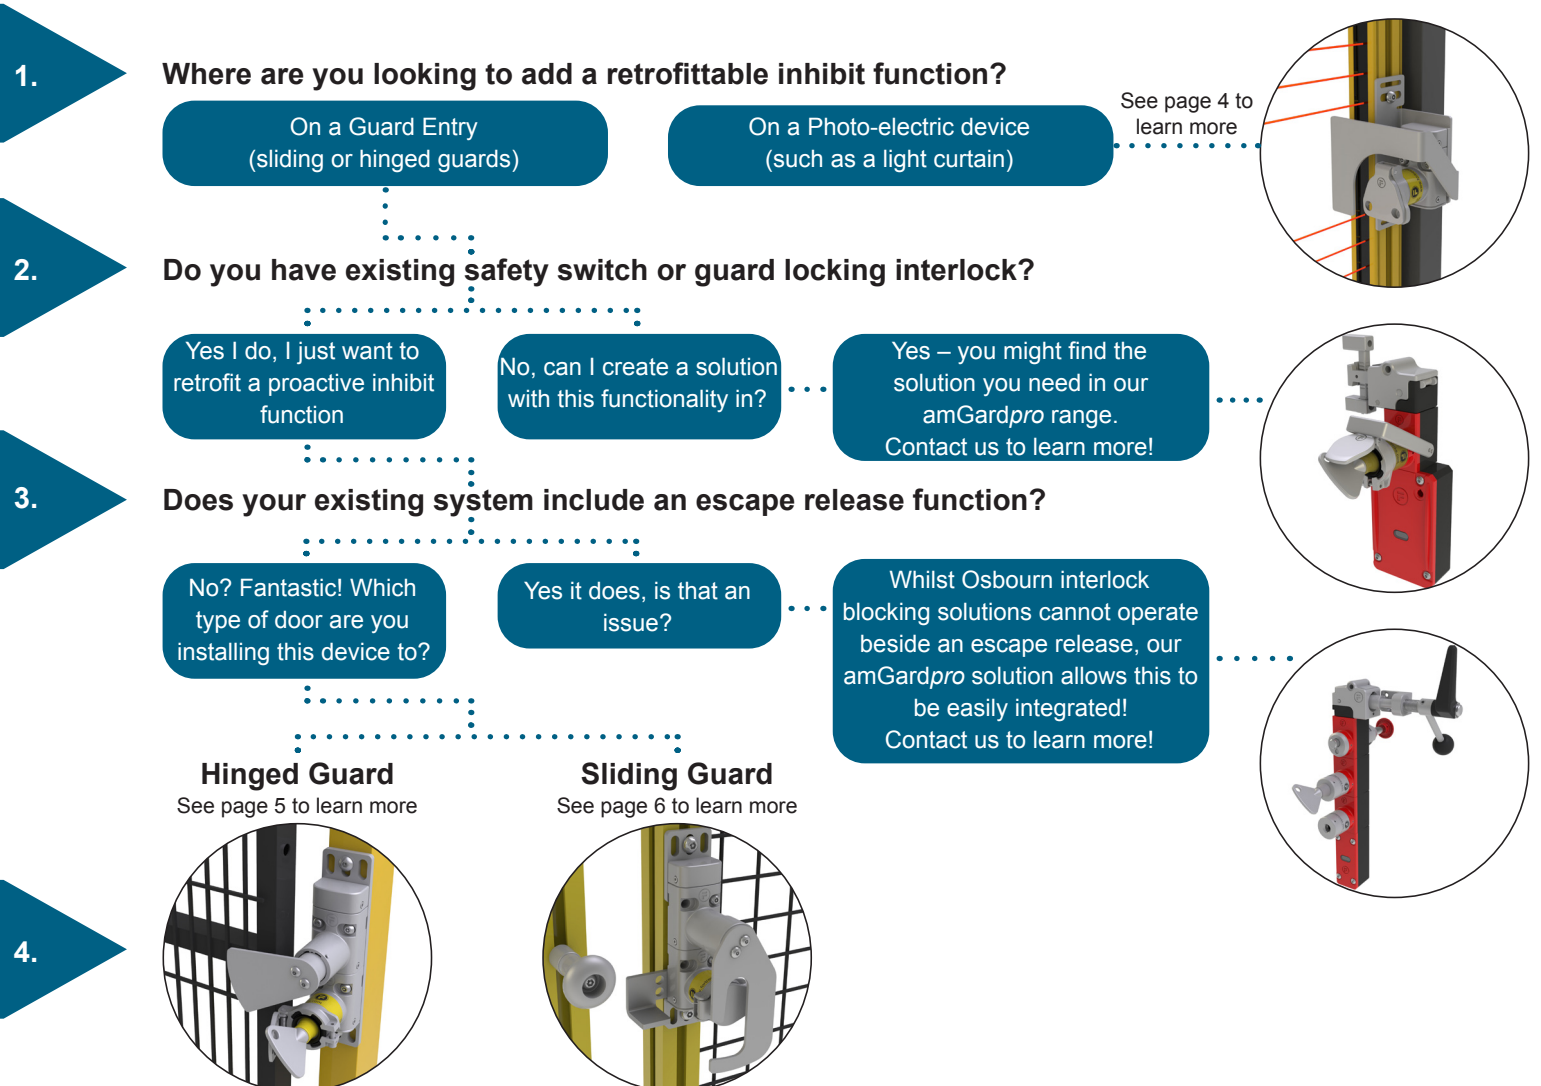 1.
Where are you looking to add a retrofittable inhibit function?
On a Guard Entry
(sliding or hinged guards)
On a Photo-electric device
(such as a light curtain)
See page 4 to
learn more
2.
Do you have existing safety switch or guard locking interlock?
Yes I do, I just want to
retrofit a proactive inhibit
function
No, can I create a solution
with this functionality in?
Yes – you might find the
solution you need in our
amGardpro range.
Contact us to learn more!
3.
Does your existing system include an escape release function?
No? Fantastic! Which
type of door are you
installing this device to?
Yes it does, is that an
issue?
Whilst Osbourn interlock
blocking solutions cannot operate
beside an escape release, our
amGardpro solution allows this to
be easily integrated!
Contact us to learn more!
Hinged Guard
See page 5 to learn more
Sliding Guard
See page 6 to learn more
4.